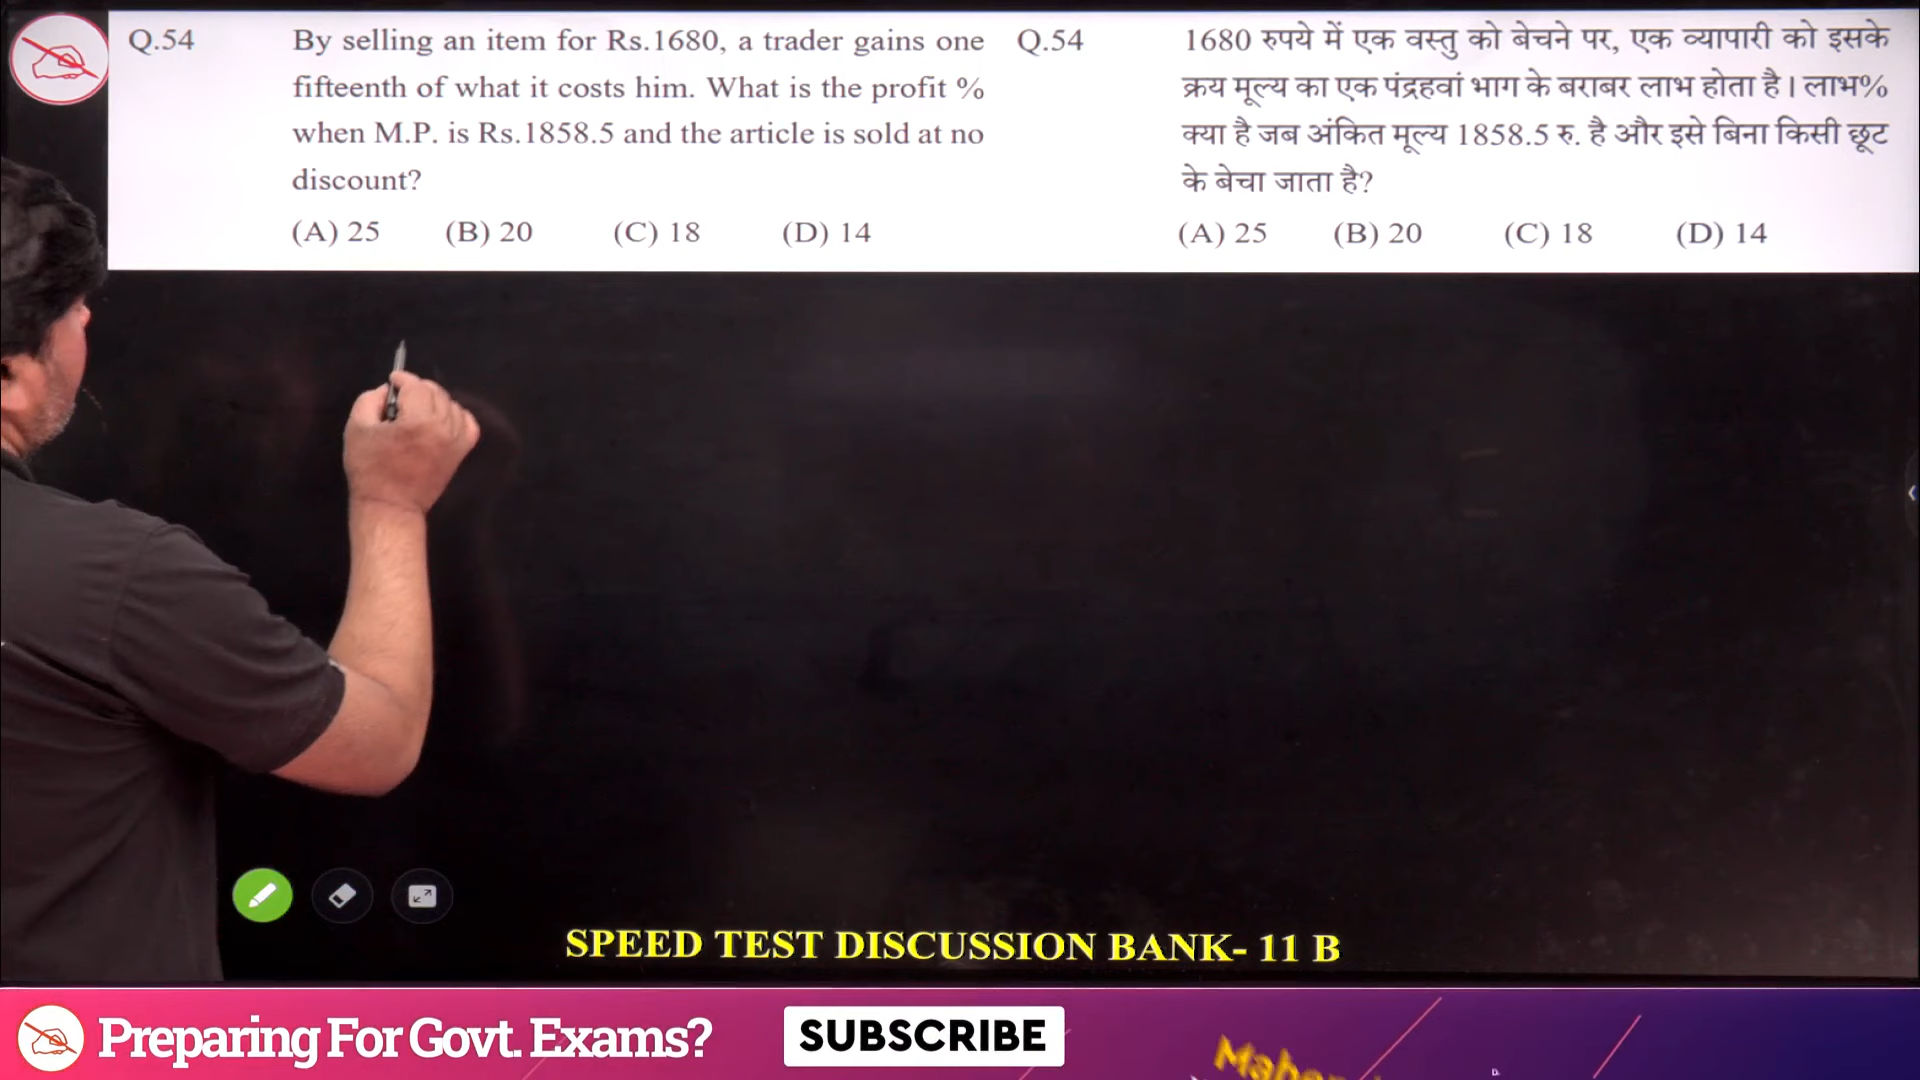 Q.54
By selling an item for Rs.1680, a trader gains one
fifteenth of what it costs him. What is the profit %
when M.P. is Rs.1858.5 and the article is sold at no
discount?
(A) 25 (B) 20 (C) 18 (D) 14
Q.54
1680 रुपये में एक वस्तु को बेचने पर, एक व्यापारी को इसके
क्रय मूल्य का एक पंद्रहवां भाग के बराबर लाभ होता है। लाभ%
क्या है जब अंकित मूल्य 1858.5 रु. है और इसे बिना किसी छूट
के बेचा जाता है?
(A) 25 (B) 20 (C) 18 (D) 14
SPEED TEST DISCUSSION BANK- 11 B
Preparing For Govt. Exams?
SUBSCRIBE